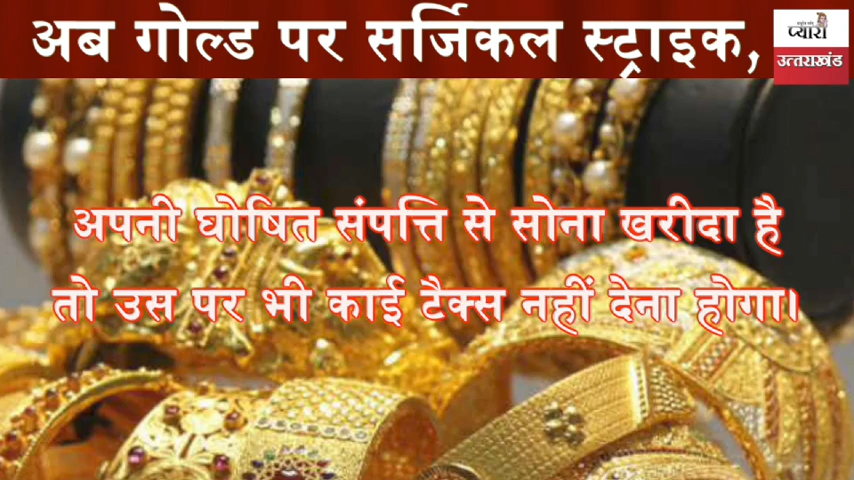 अब गोल्ड पर सर्जिकल स्ट्राइक,
प्यारा
उत्तराखंड
अपनी घोषित संपत्ति से सोना खरीदा है
तो उस पर भी काई टैक्स नहीं देना होगा।